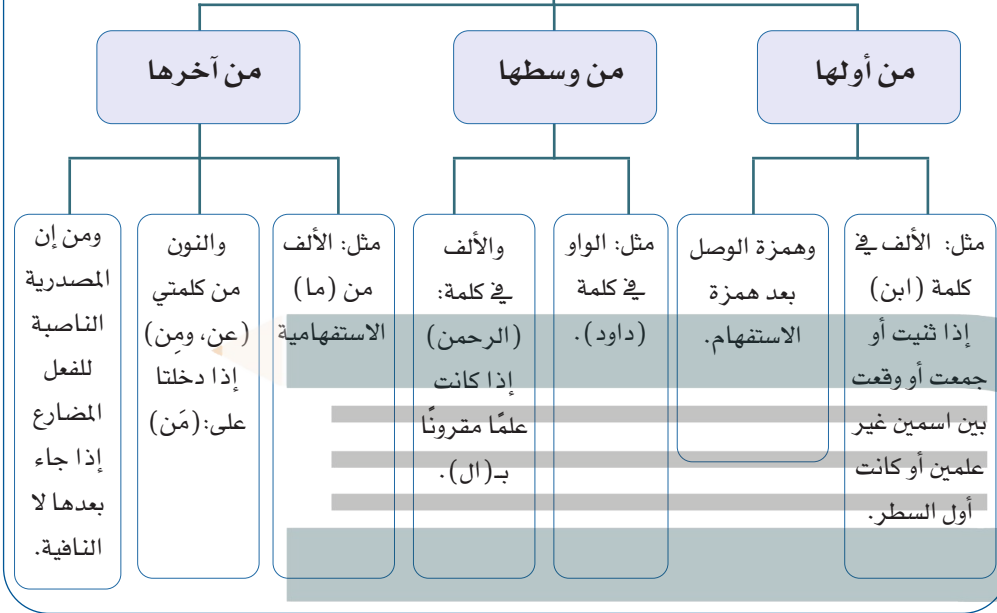 من أولها
من وسطها
من آخرها
مثل: الألف في
كلمة (ابن)
إذا ثنيت أو
جمعت أو وقعت
بين اسمين غير
علمين أو كانت
أول السطر.
وهمزة الوصل
بعد همزة
الاستفهام.
مثل: الواو
في كلمة
(داود).
والألف
في كلمة:
(الرحمن)
إذا كانت
علمًا مقرونًا
بـ(ال).
مثل: الألف
من (ما)
الاستفهامية
والنون
من كلمتي
(عن، ومِن)
إذا دخلتا
على:(مَن)
ومن إن
المصدرية
الناصبة
للفعل
المضارع
إذا جاء
بعدها لا
النافية.